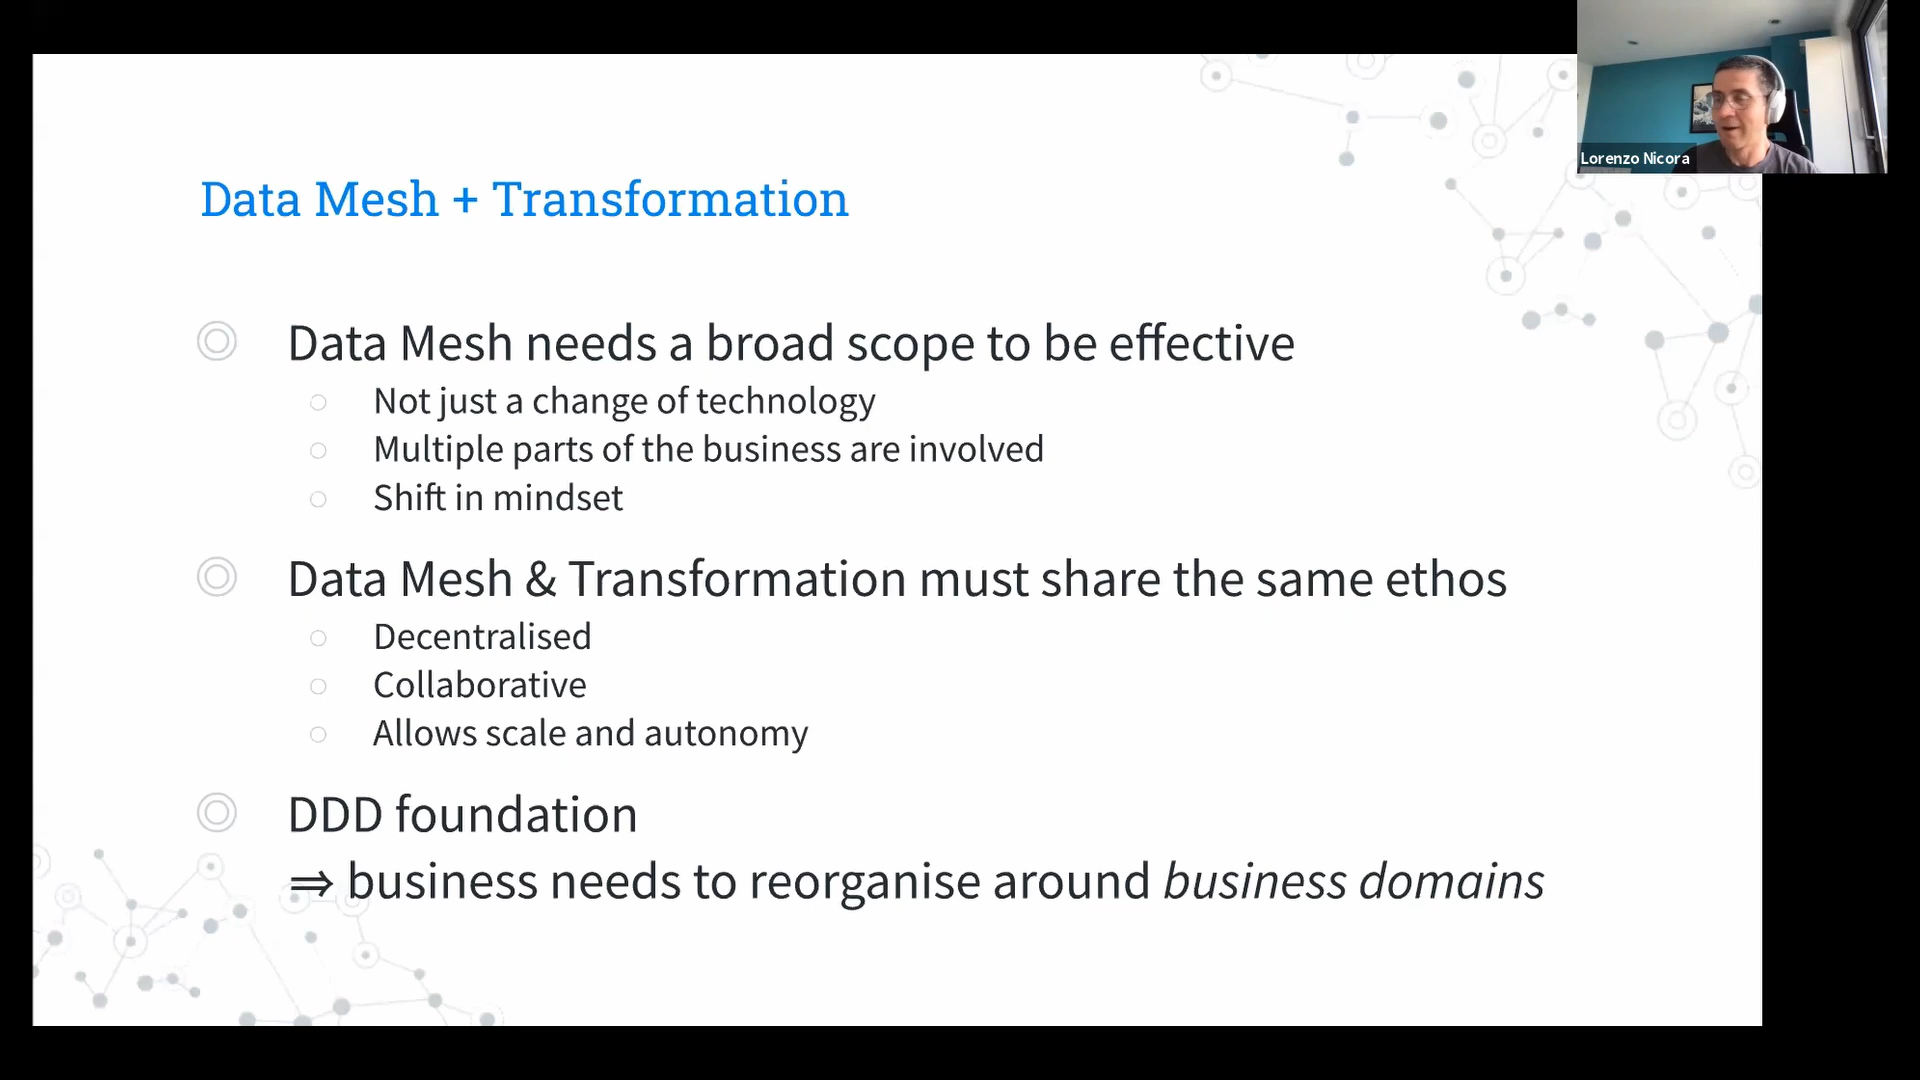 Lorenzo Nicora
Data Mesh + Transformation
Data Mesh needs a broad scope to be effective
Not just a change of technology
Multiple parts of the business are involved
Shift in mindset
Data Mesh & Transformation must share the same ethos
Decentralised
Collaborative
Allows scale and autonomy
DDD foundation
⇒ business needs to reorganise around business domains